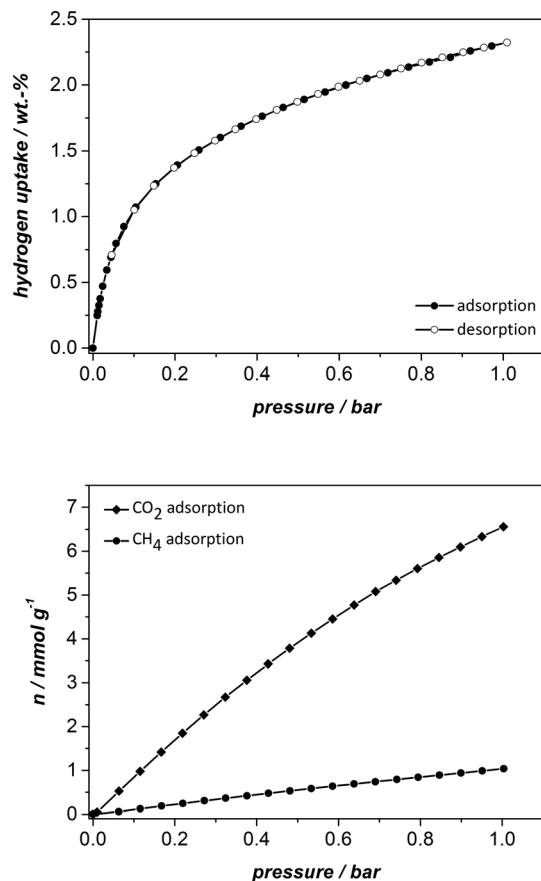 2.5
2.0
1.5
1.0
0.5
0.0
hydrogen uptake / wt.-%
adsorption
desorption
0.0 0.2 0.4 0.6 0.8 1.0
pressure / bar
7
6
5
4
3
2
1
0
n / mmol g⁻¹
CO₂ adsorption
CH₄ adsorption
0.0 0.2 0.4 0.6 0.8 1.0
pressure / bar